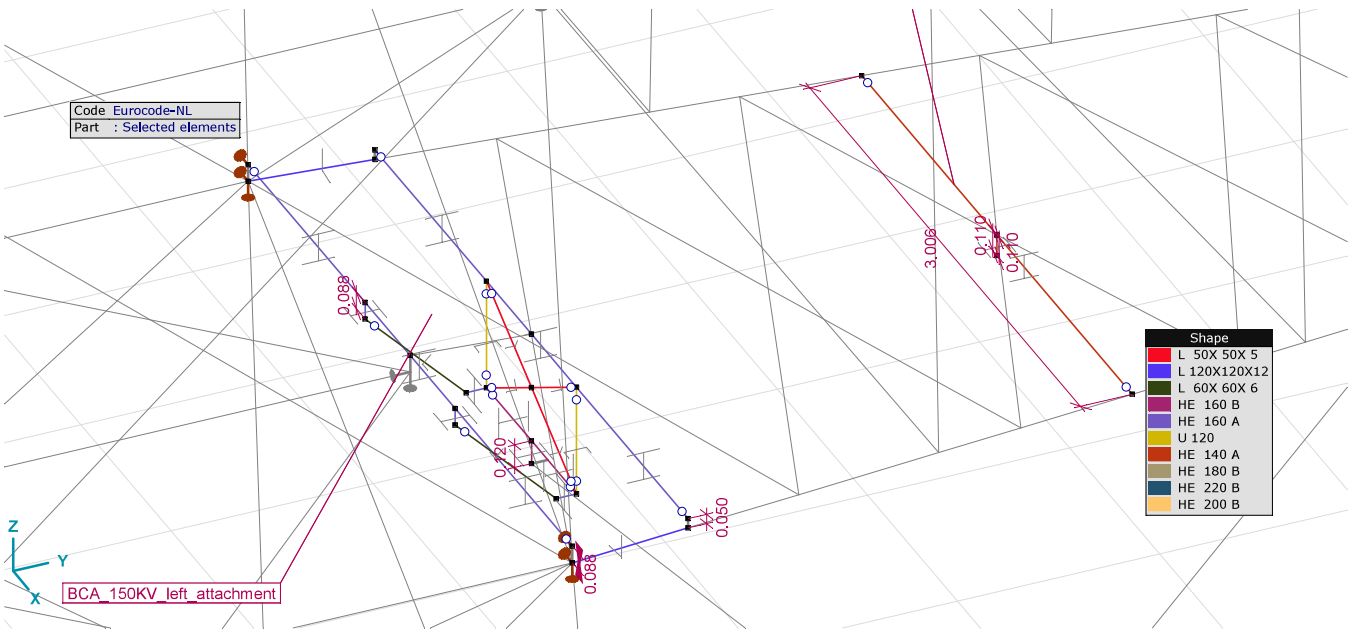 Code Eurocode-NL
Part : Selected elements
0.088
3.006
0.110
0.110
Shape
L 50X 50X 5
L 120X120X12
L 60X 60X 6
HE 160 B
HE 160 A
U 120
HE 140 A
HE 180 B
HE 220 B
HE 200 B
0.120
0.050
0.088
Z
Y
X
BCA_150KV_left_attachment